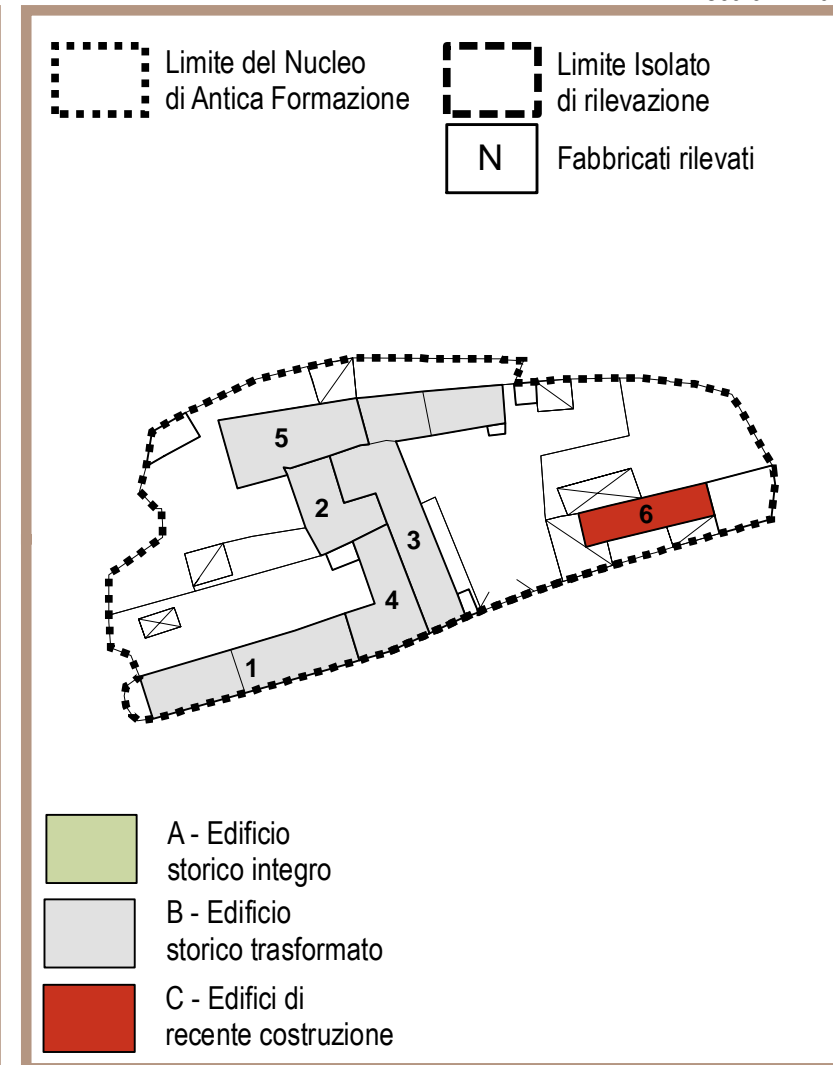 Limite del Nucleo
di Antica Formazione
Limite Isolato
di rilevazione
N
Fabbricati rilevati
5
2
3
6
4
1
A - Edificio
storico integro
B - Edificio
storico trasformato
C - Edifici di
recente costruzione